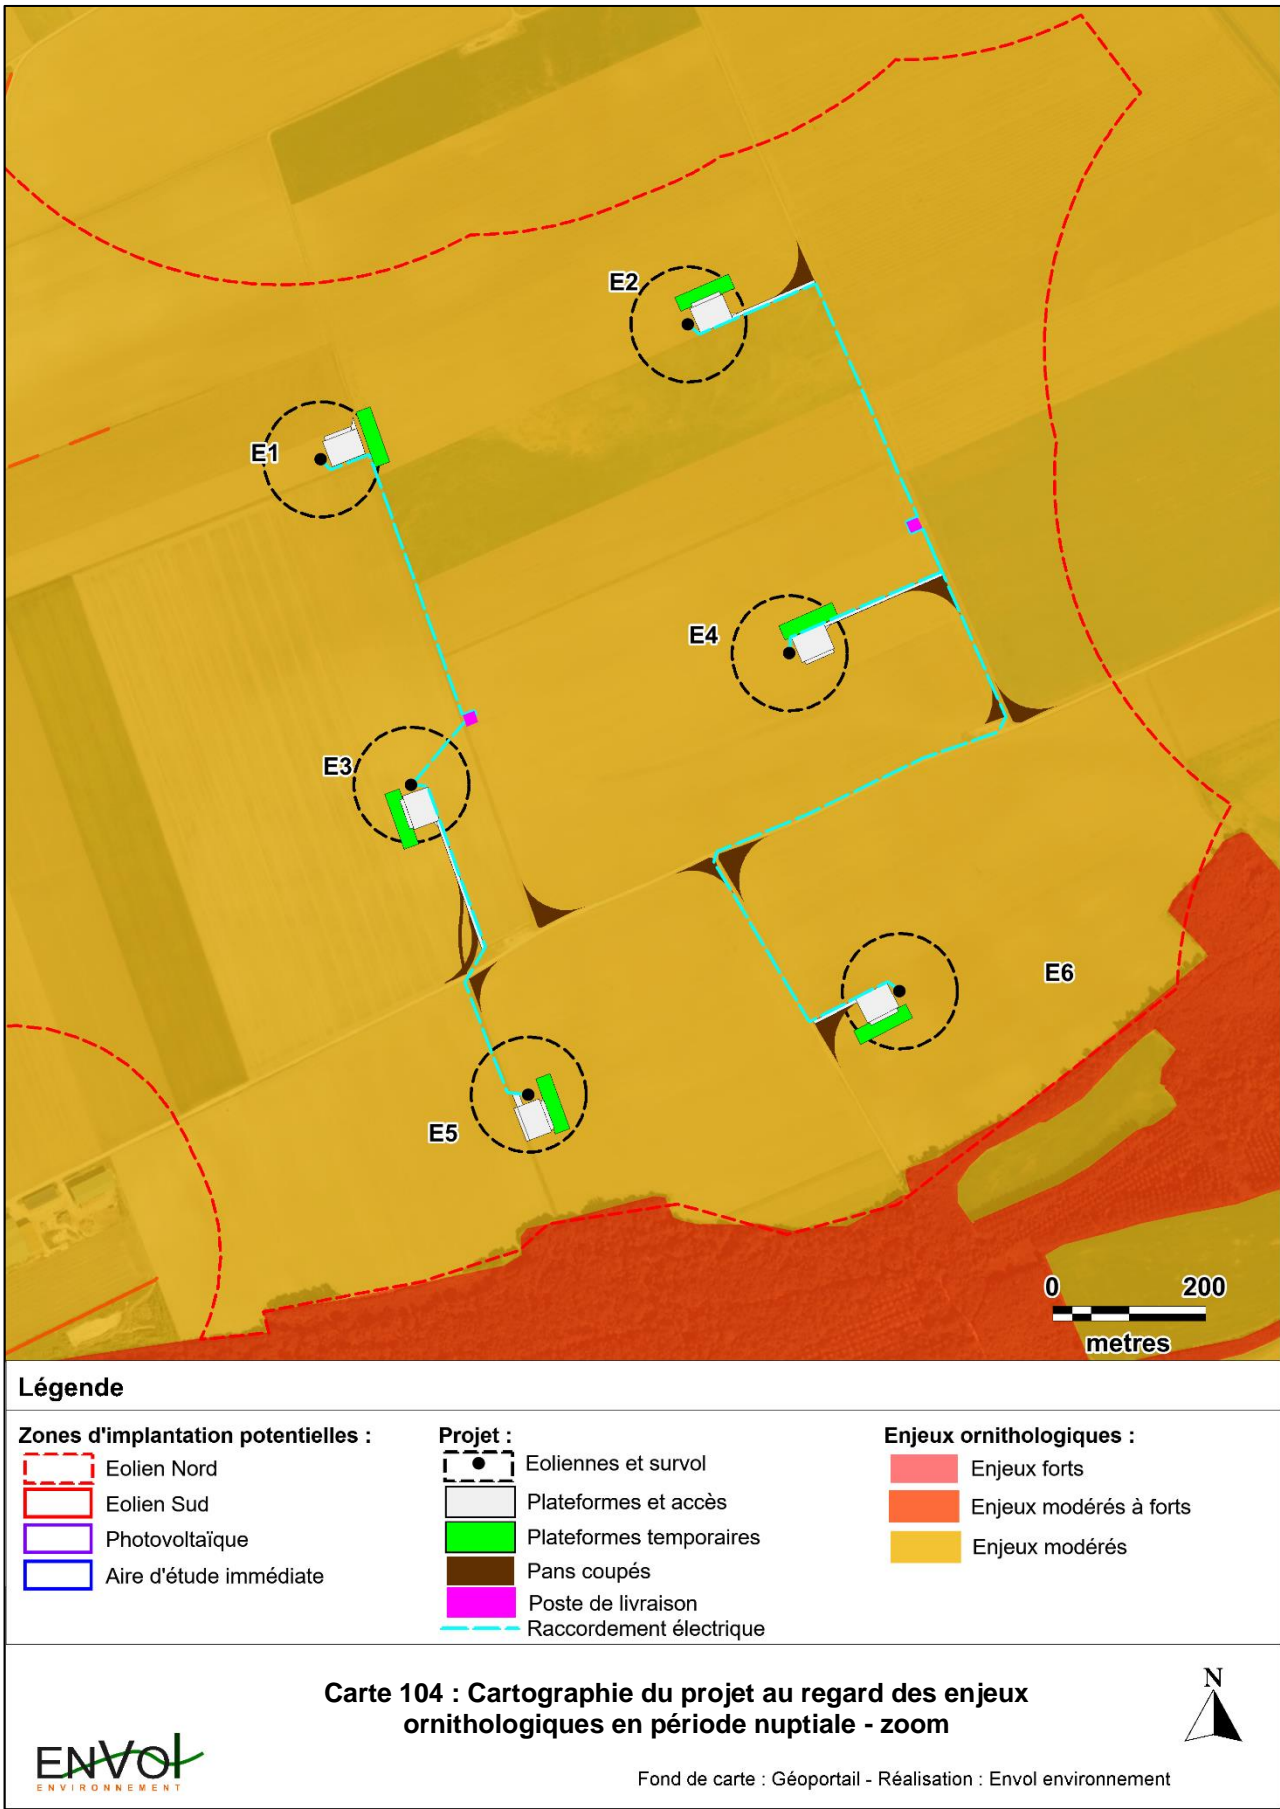 E2
E1
E4
E3
E6
E5
0 200
metres
Légende
Zones d'implantation potentielles :
Eolien Nord
Eolien Sud
Photovoltaïque
Aire d'étude immédiate
Projet :
Eoliennes et survol
Plateformes et accès
Plateformes temporaires
Pans coupés
Poste de livraison
Raccordement électrique
Enjeux ornithologiques :
Enjeux forts
Enjeux modérés à forts
Enjeux modérés
Carte 104 : Cartographie du projet au regard des enjeux
ornithologiques en période nuptiale - zoom
N
ENVOl
ENVIRONNEMENT
Fond de carte : Géoportail - Réalisation : Envol environnement